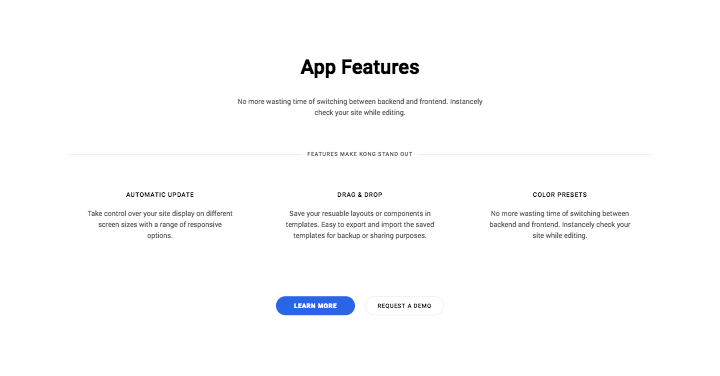 App Features
No more wasting time of switching between backend and frontend. Instancely
check your site while editing.
FEATURES MAKE KONG STAND OUT
AUTOMATIC UPDATE
Take control over your site display on different
screen sizes with a range of responsive
options.
DRAG & DROP
Save your resuable layouts or components in
templates. Easy to export and import the saved
templates for backup or sharing purposes.
COLOR PRESETS
No more wasting time of switching between
backend and frontend. Instancely check your
site while editing.
LEARN MORE
REQUEST A DEMO